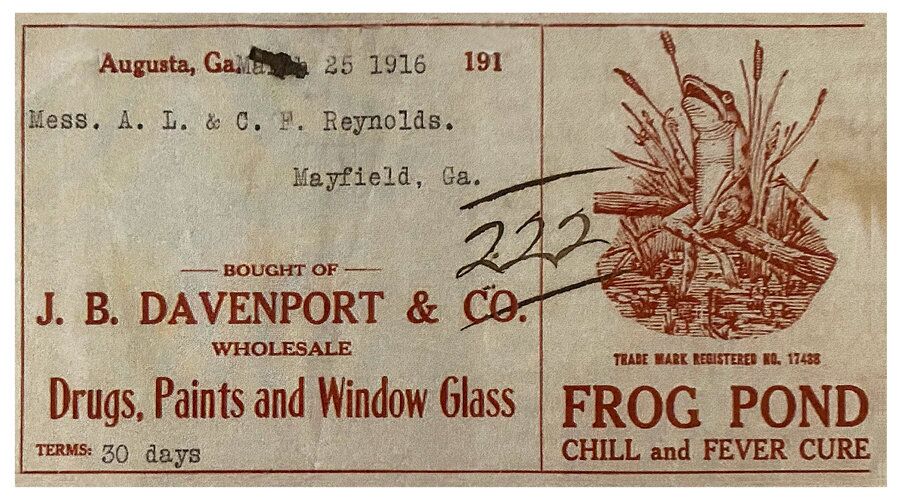 Augusta, Ga. March 25 1916 191
Mess. A. L. & C. F. Reynolds.
Mayfield, Ga.
222
BOUGHT OF
J. B. DAVENPORT & CO.
WHOLESALE
Drugs, Paints and Window Glass
TERMS: 30 days
TRADE MARK REGISTERED NO. 17438
FROG POND
CHILL and FEVER CURE